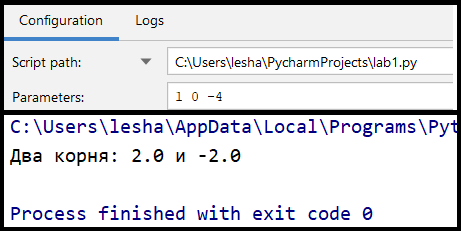 Configuration Logs
Script path: C:\Users\lesha\PycharmProjects\lab1.py
Parameters: 1 0 -4
C:\Users\lesha\AppData\Local\Programs\Pyt
Два корня: 2.0 и -2.0
Process finished with exit code 0